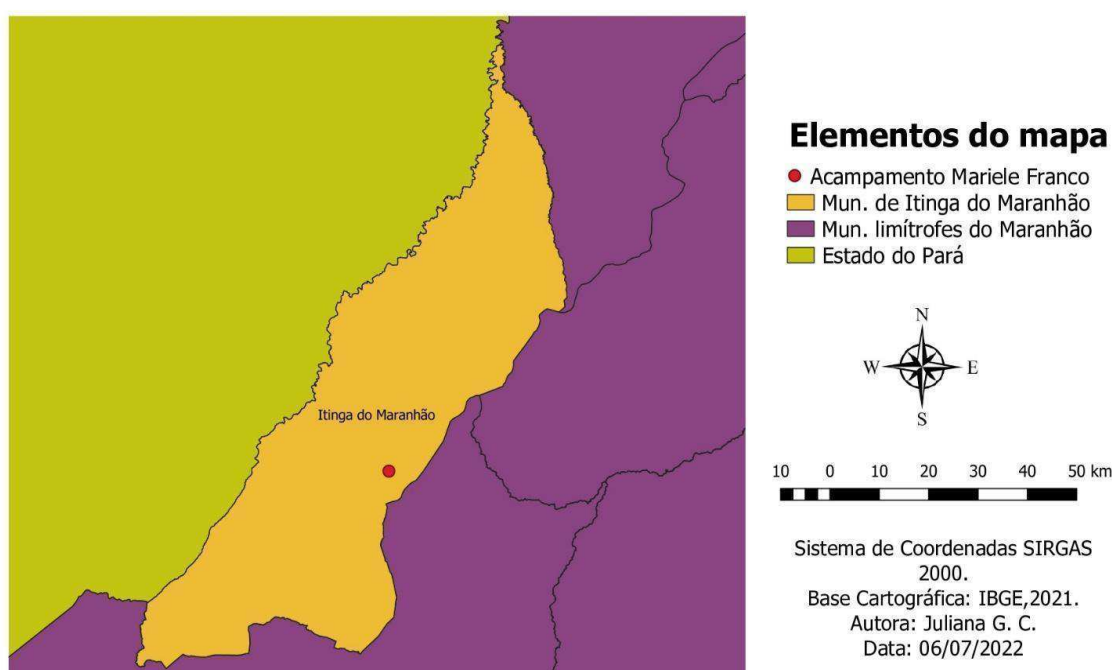 Itinga do Maranhão
Elementos do mapa
Acampamento Mariele Franco
Mun. de Itinga do Maranhão
Mun. limítrofes do Maranhão
Estado do Pará
N
W E
S
10 0 10 20 30 40 50 km
Sistema de Coordenadas SIRGAS
2000.
Base Cartográfica: IBGE,2021.
Autora: Juliana G. C.
Data: 06/07/2022